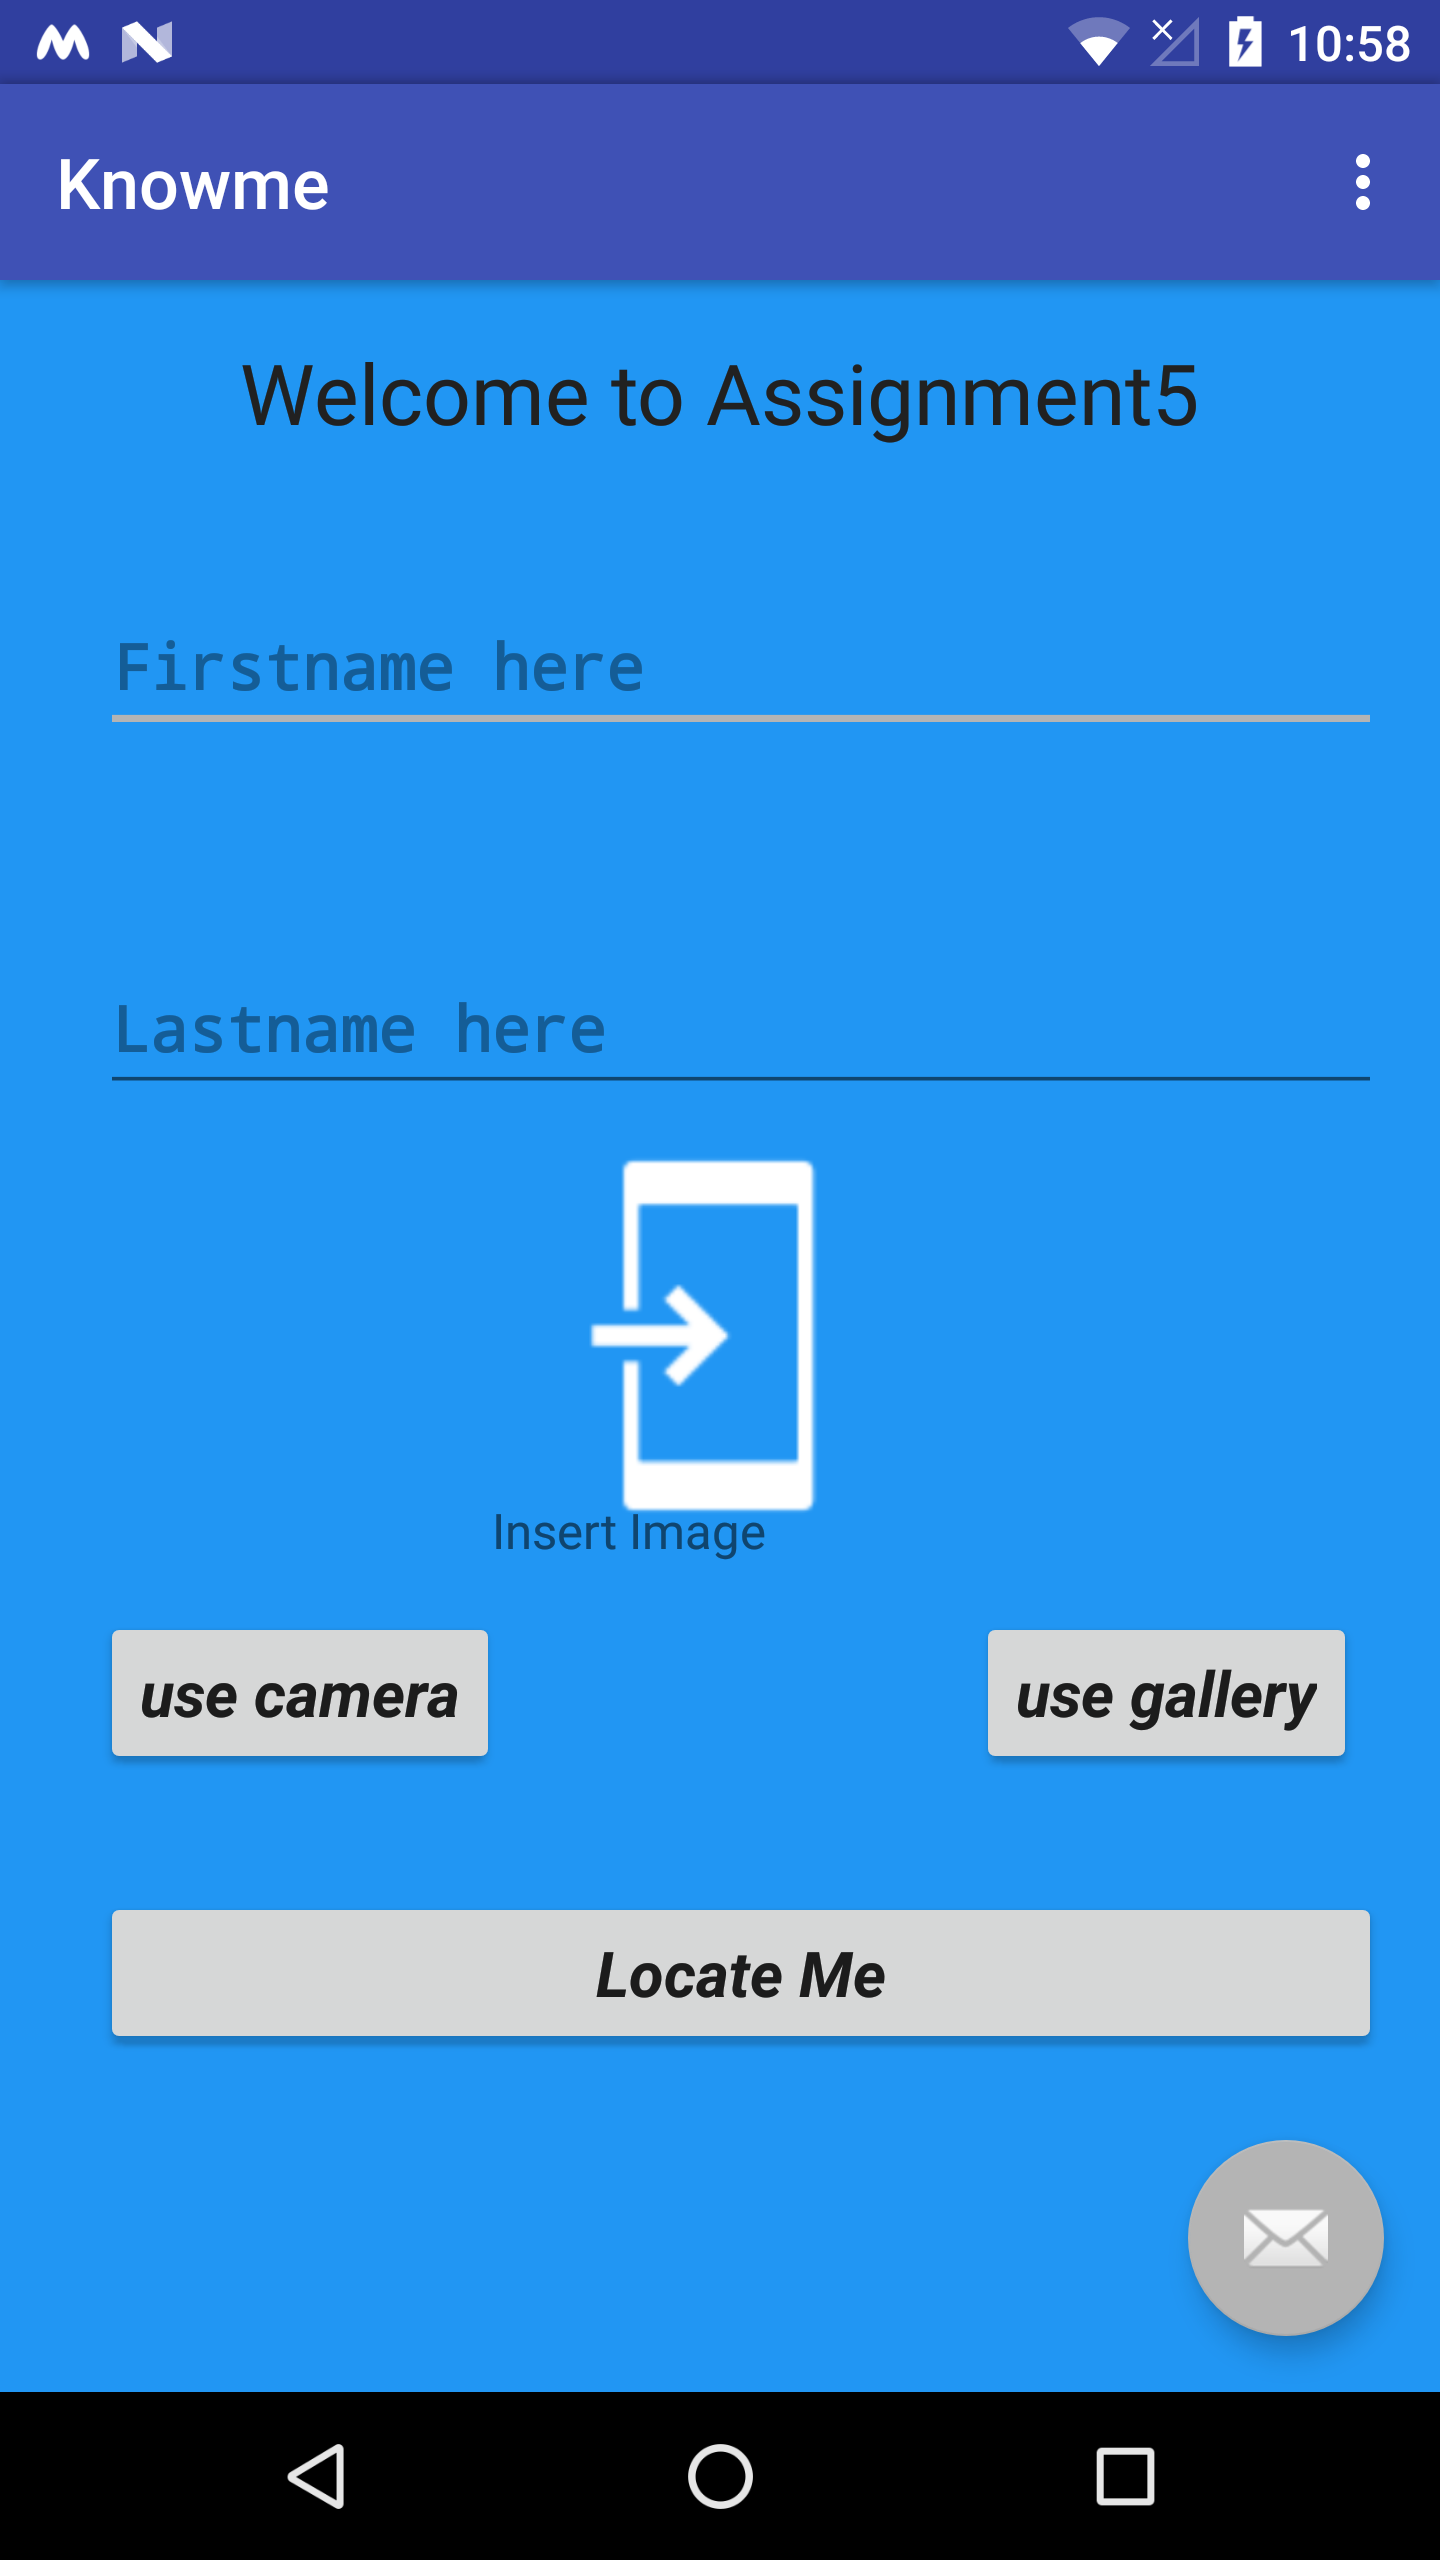 10:58
Knowme
Welcome to Assignment5
Firstname here
Lastname here
Insert Image
use camera
use gallery
Locate Me